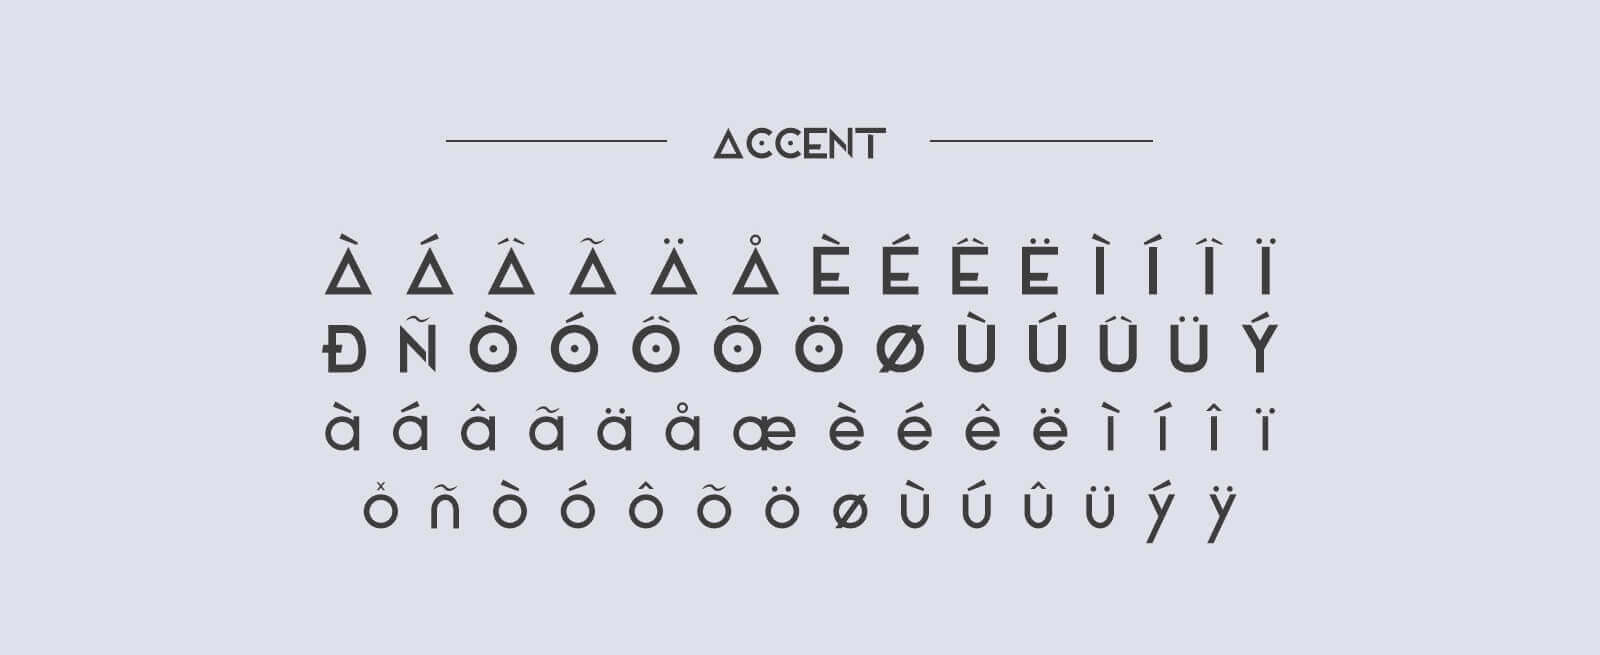 ACCENT
À Á Â Ã Ä Å È É Ê Ë Ì Í Î Ï
Ð Ñ Ò Ó Ô Õ Ö Ø Ù Ú Û Ü Ý
à á â ã ä å æ è é ê ë ì í î ï
o̽ ñ ò ó ô õ ö ø ù ú û ü ý ÿ